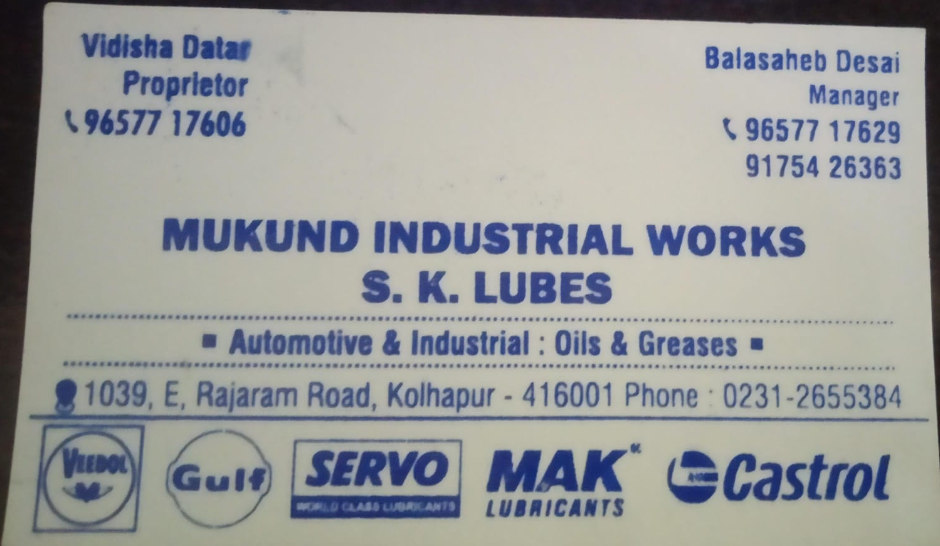 Vidisha Datar
Proprietor
96577 17606
Balasaheb Desai
Manager
96577 17629
91754 26363
MUKUND INDUSTRIAL WORKS
S. K. LUBES
Automotive & Industrial : Oils & Greases
1039, E, Rajaram Road, Kolhapur - 416001 Phone : 0231-2655384
VEEDOL
Gulf
SERVO
WORLD CLASS LUBRICANTS
MAK
LUBRICANTS
Castrol